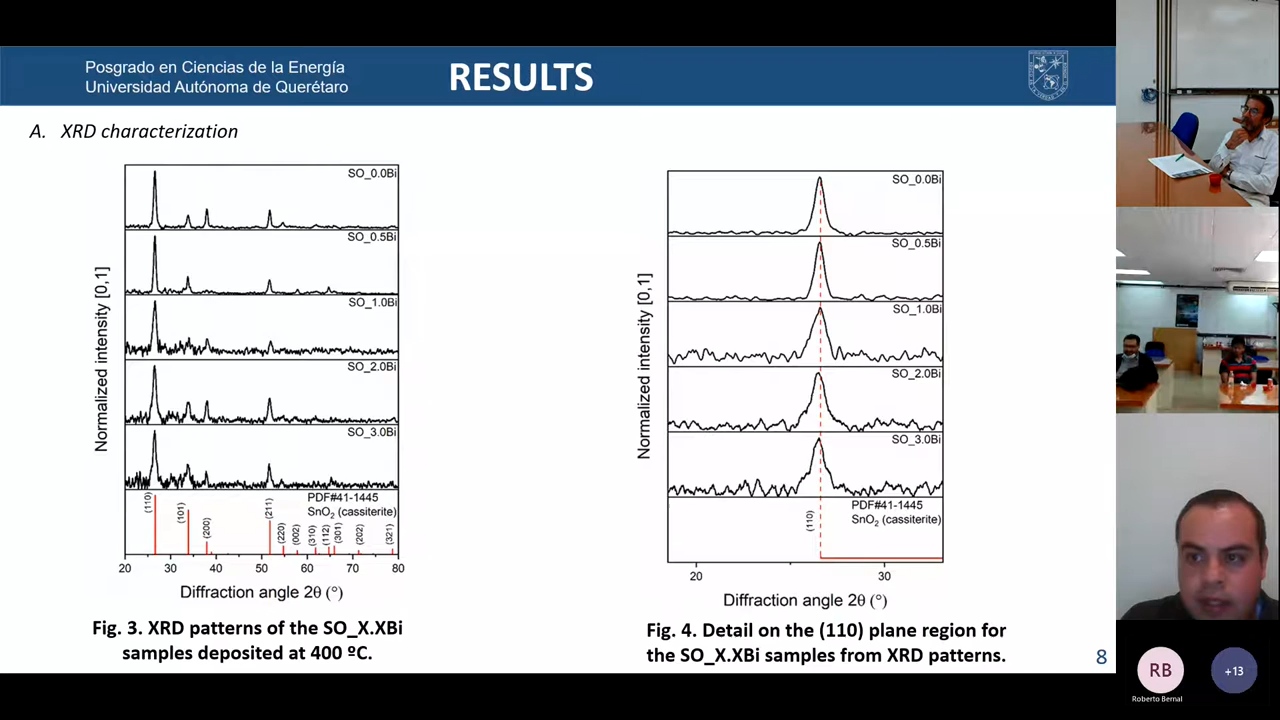 Posgrado en Ciencias de la Energía
Universidad Autónoma de Querétaro
RESULTS
A. XRD characterization
SO_0.0Bi
SO_0.5Bi
SO_1.0Bi
SO_2.0Bi
SO_3.0Bi
PDF#41-1445
SnO₂ (cassiterite)
(110)
(101)
(200)
(211)
(220)
(002)
(310)
(112)
(301)
(202)
(321)
20 30 40 50 60 70 80
Normalized intensity [0,1]
Diffraction angle 2θ (°)
Fig. 3. XRD patterns of the SO_X.XBi
samples deposited at 400 ºC.
SO_0.0Bi
SO_0.5Bi
SO_1.0Bi
SO_2.0Bi
SO_3.0Bi
PDF#41-1445
SnO₂ (cassiterite)
(110)
20 30
Normalized intensity [0,1]
Diffraction angle 2θ (°)
Fig. 4. Detail on the (110) plane region for
the SO_X.XBi samples from XRD patterns.
8
RB
Roberto Bernal
+13